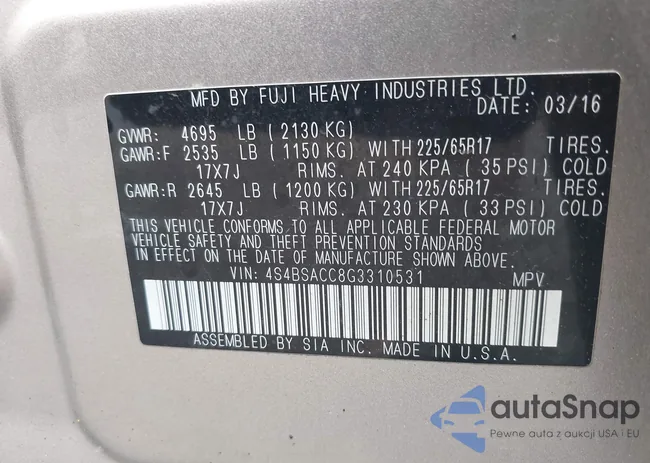 MFD BY FUJI HEAVY INDUSTRIES LTD.
DATE: 03/16
GVWR: 4695 LB (2130 KG)
GAWR:F 2535 LB (1150 KG) WITH 225/65R17 TIRES.
17X7J RIMS. AT 240 KPA (35 PSI) COLD
GAWR:R 2645 LB (1200 KG) WITH 225/65R17 TIRES.
17X7J RIMS. AT 230 KPA (33 PSI) COLD
THIS VEHICLE CONFORMS TO ALL APPLICABLE FEDERAL MOTOR
VEHICLE SAFETY AND THEFT PREVENTION STANDARDS
IN EFFECT ON THE DATE OF MANUFACTURE SHOWN ABOVE.
VIN: 4S4BSACC8G3310531 MPV
ASSEMBLED BY SIA INC. MADE IN U.S.A.
autaSnap
Pewne auta z aukcji USA i EU